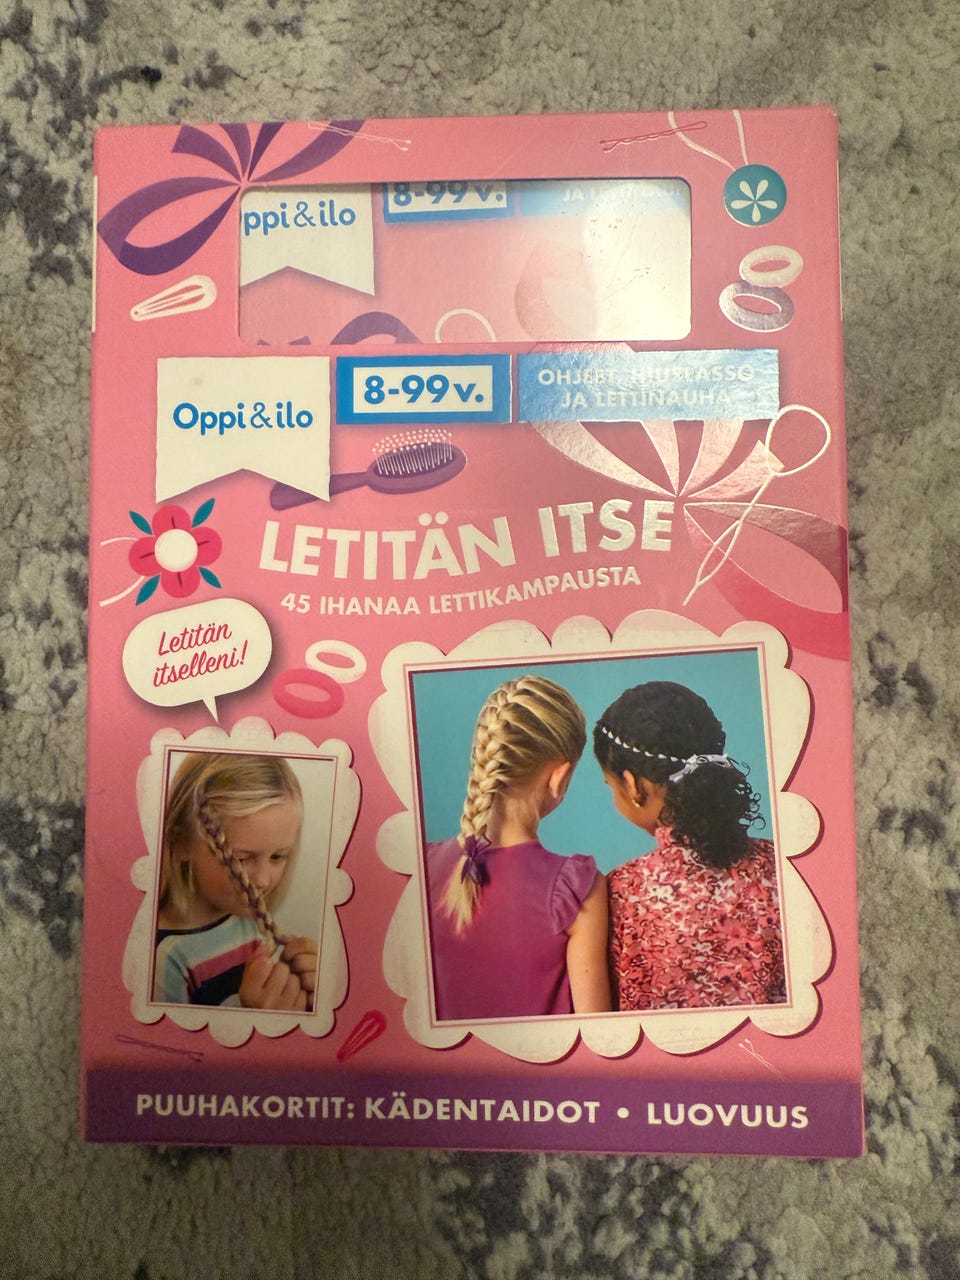 ppi&ilo
8-99 v.
Oppi&ilo
8-99 v.
OHJEET, HIUSLASSO
JA LETTINAUHA
LETITÄN ITSE
45 IHANAA LETTIKAMPAUSTA
Letitän
itselleni!
PUUHAKORTIT: KÄDENTAIDOT • LUOVUUS